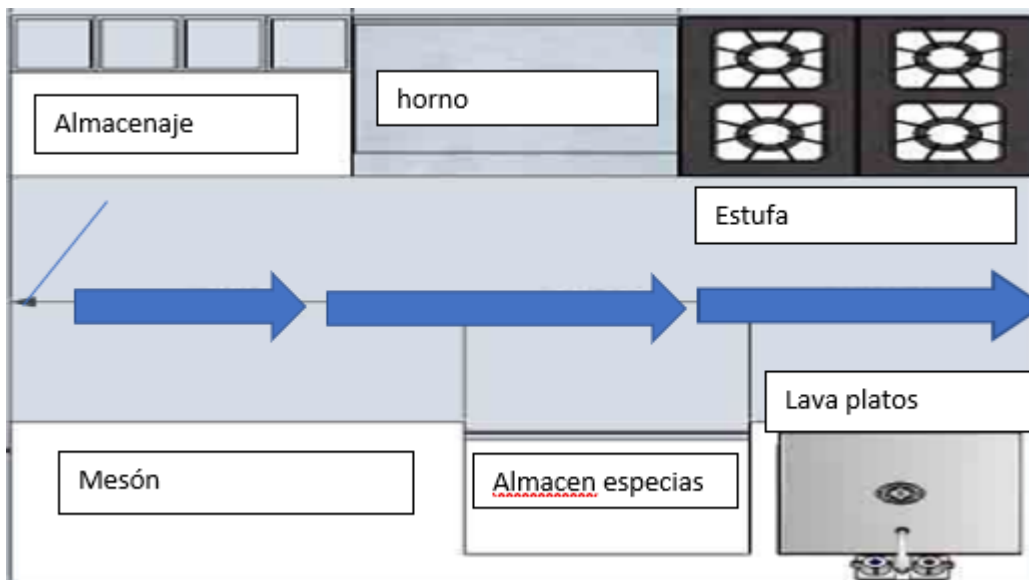 Almacenaje
horno
Estufa
Lava platos
Mesón
Almacen especias